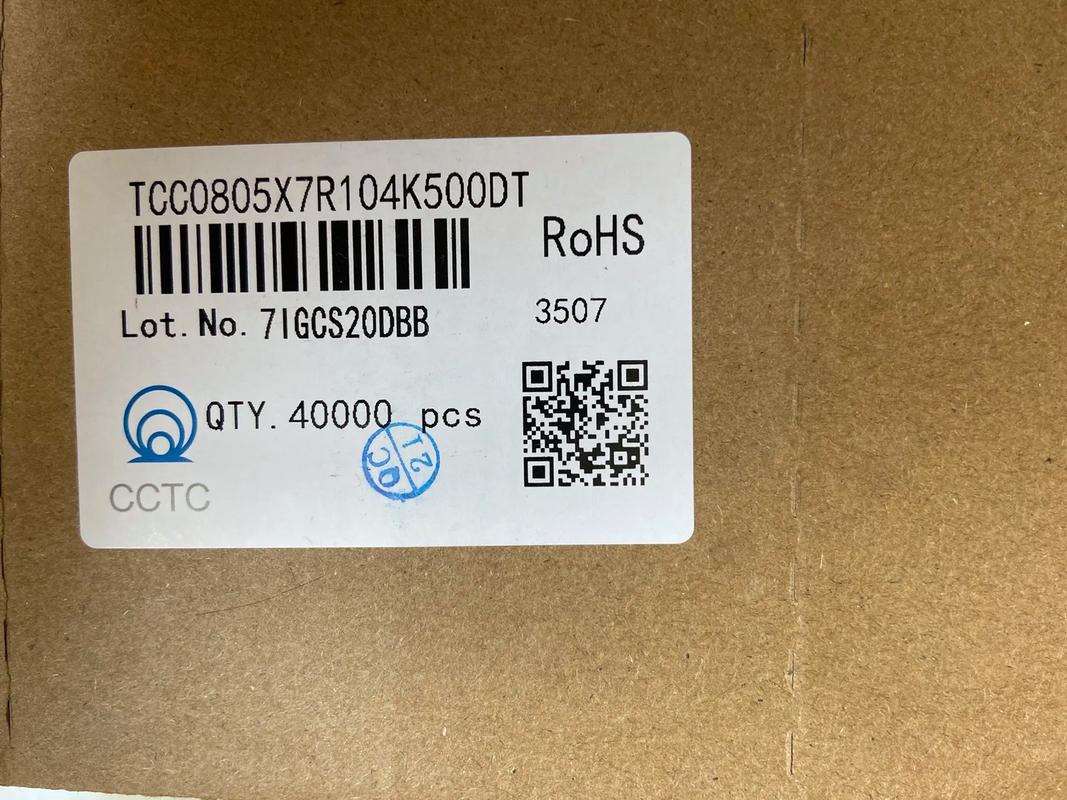 TCC0805X7R104K500DT
RoHS
Lot. No. 7IGCS20DBB
3507
QTY. 40000 pcs
QC 12
CCTC